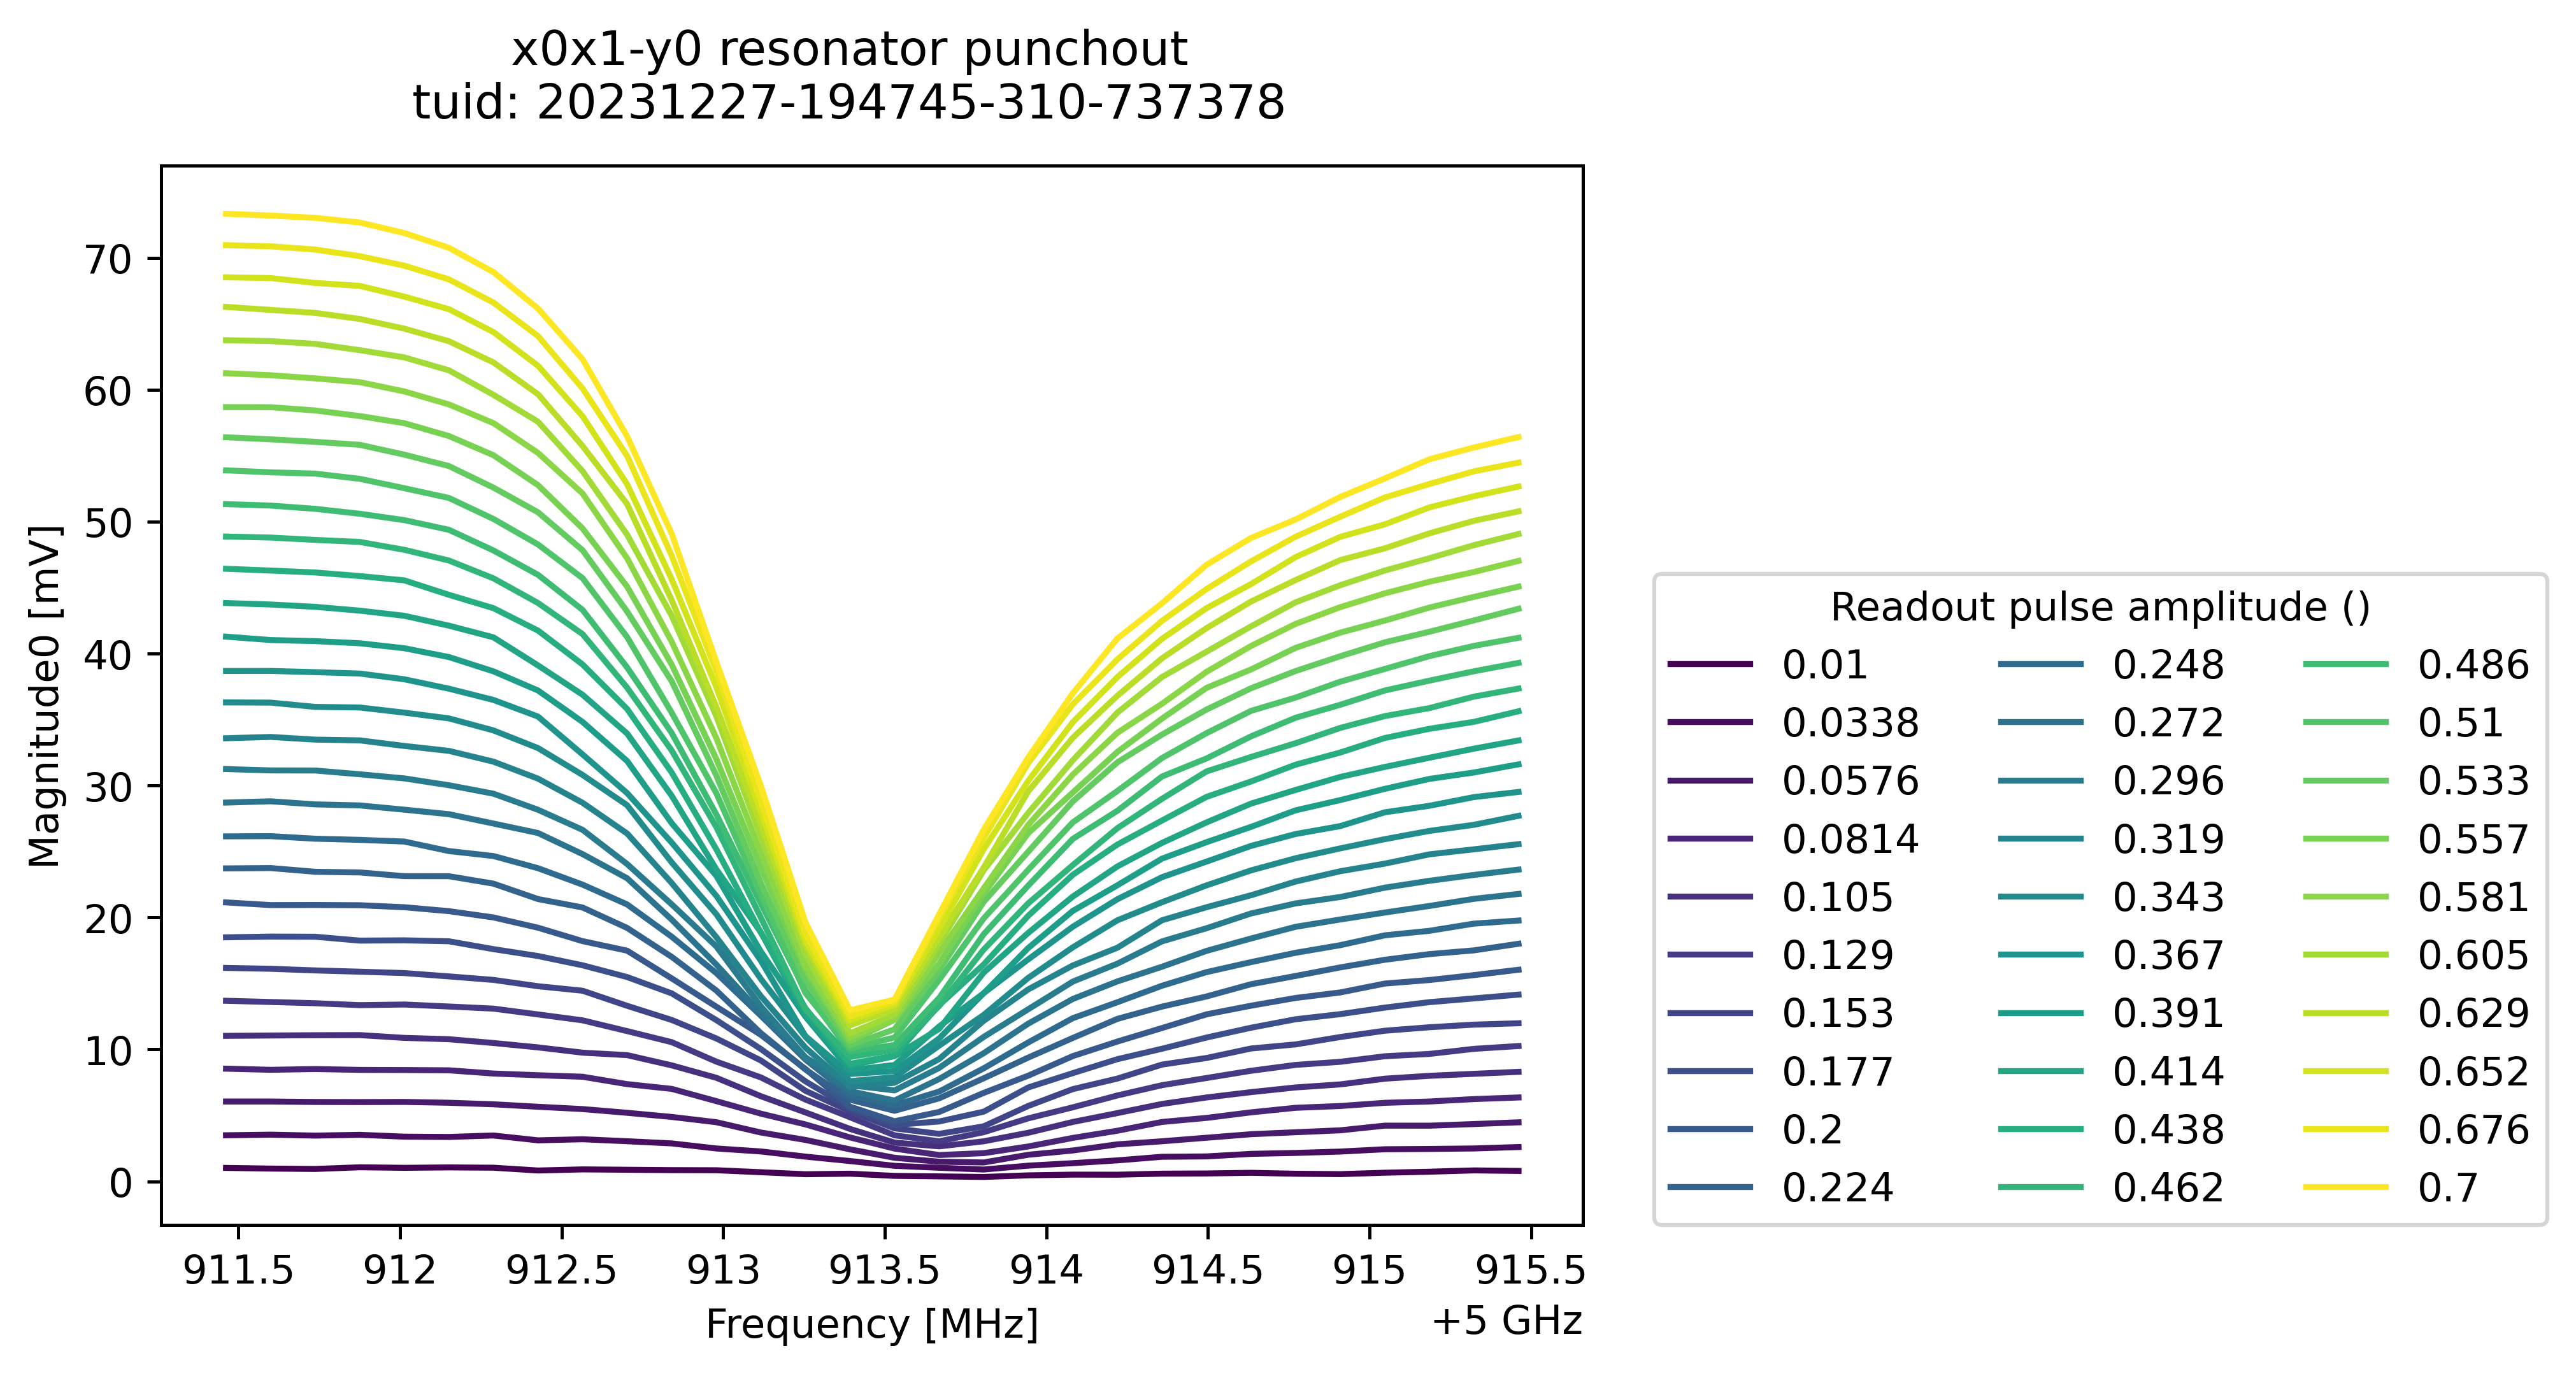 x0x1-y0 resonator punchout
tuid: 20231227-194745-310-737378
Magnitude0 [mV]
70
60
50
40
30
20
10
0
911.5 912 912.5 913 913.5 914 914.5 915 915.5
Frequency [MHz]
+5 GHz
Readout pulse amplitude ()
0.01 0.248 0.486
0.0338 0.272 0.51
0.0576 0.296 0.533
0.0814 0.319 0.557
0.105 0.343 0.581
0.129 0.367 0.605
0.153 0.391 0.629
0.177 0.414 0.652
0.2 0.438 0.676
0.224 0.462 0.7